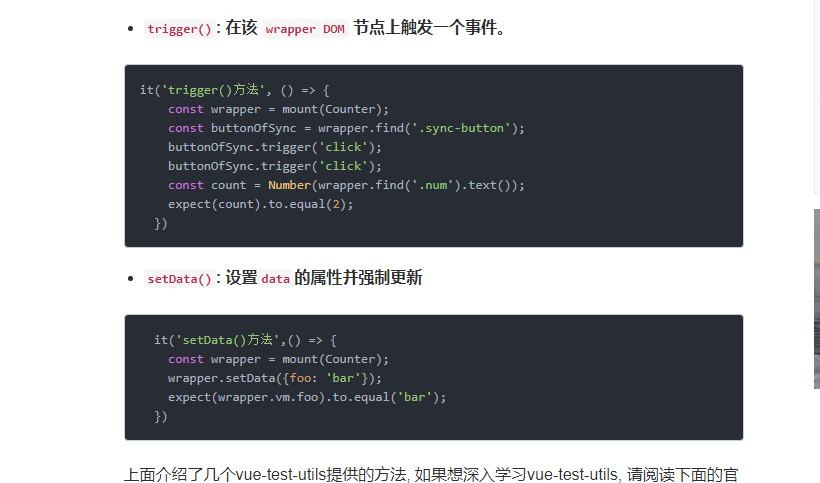 trigger() : 在该 wrapper DOM 节点上触发一个事件。
it('trigger()方法', () => {
const wrapper = mount(Counter);
const buttonOfSync = wrapper.find('.sync-button');
buttonOfSync.trigger('click');
buttonOfSync.trigger('click');
const count = Number(wrapper.find('.num').text());
expect(count).to.equal(2);
})
setData() : 设置 data 的属性并强制更新
it('setData()方法',() => {
const wrapper = mount(Counter);
wrapper.setData({foo: 'bar'});
expect(wrapper.vm.foo).to.equal('bar');
})
上面介绍了几个vue-test-utils提供的方法, 如果想深入学习vue-test-utils, 请阅读下面的官